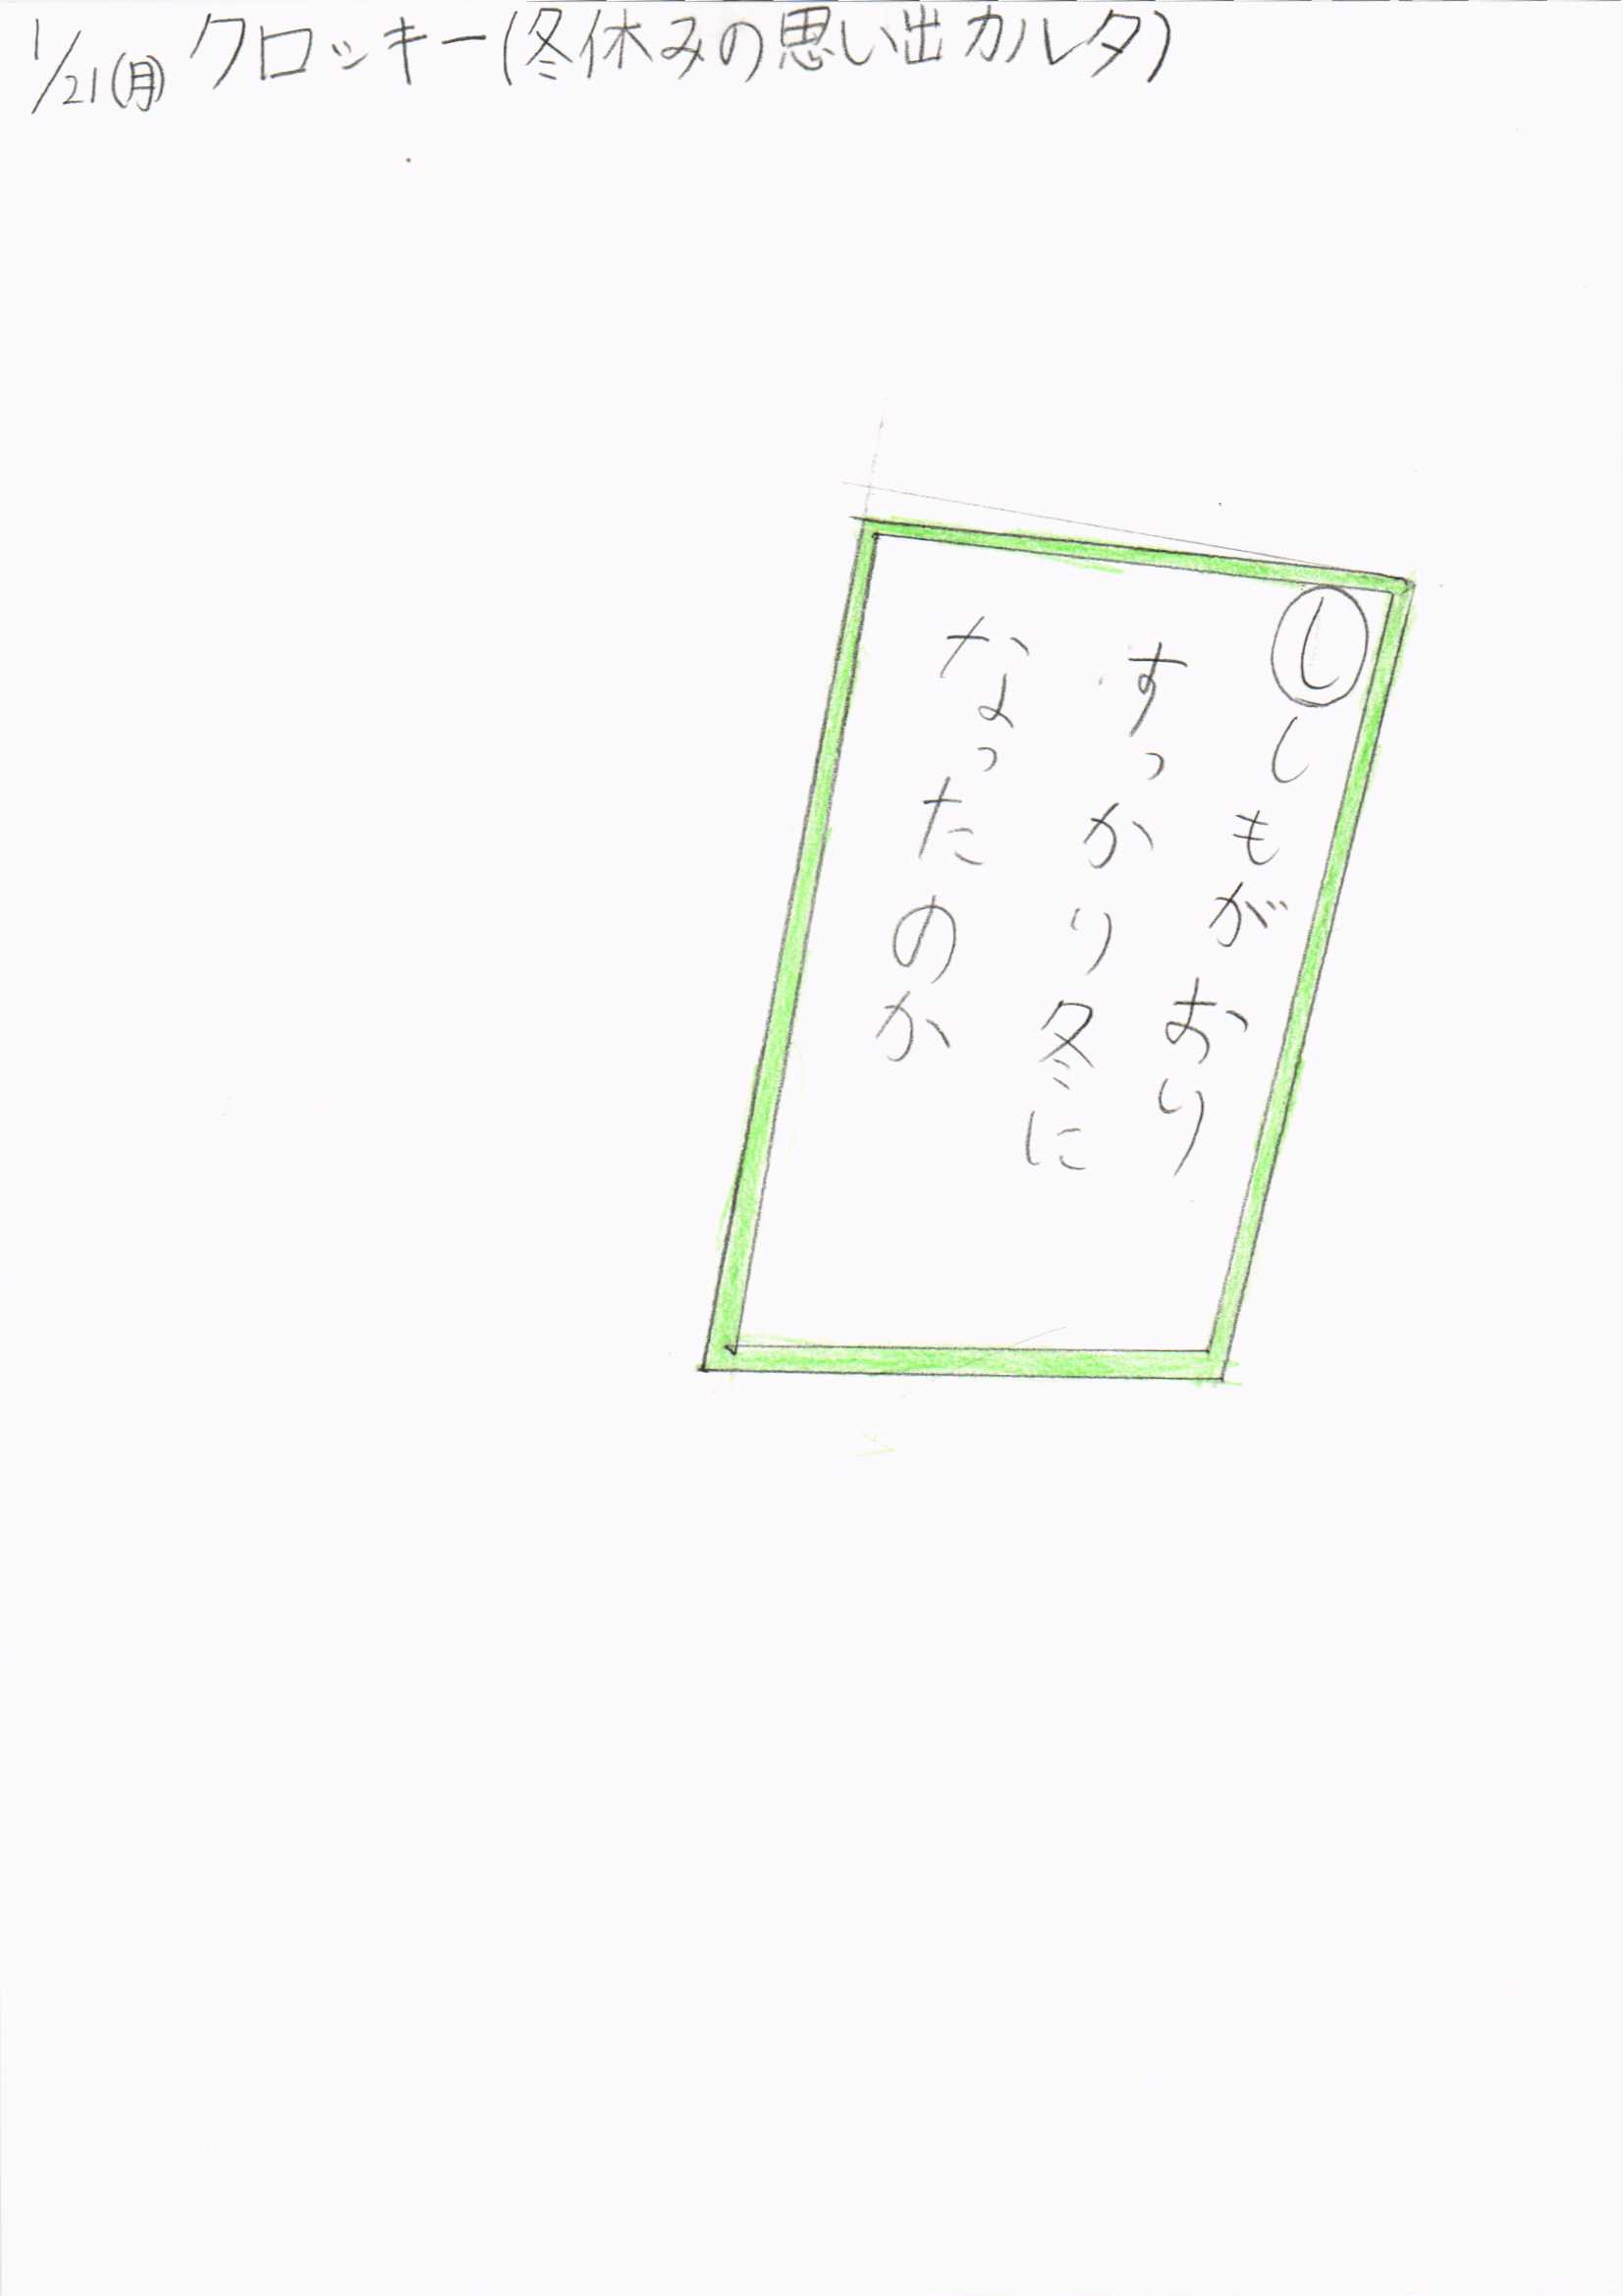 1/21(月) クロッキー(冬休みの思い出カルタ)
し
しもがおり
すっかり冬に
なったのか